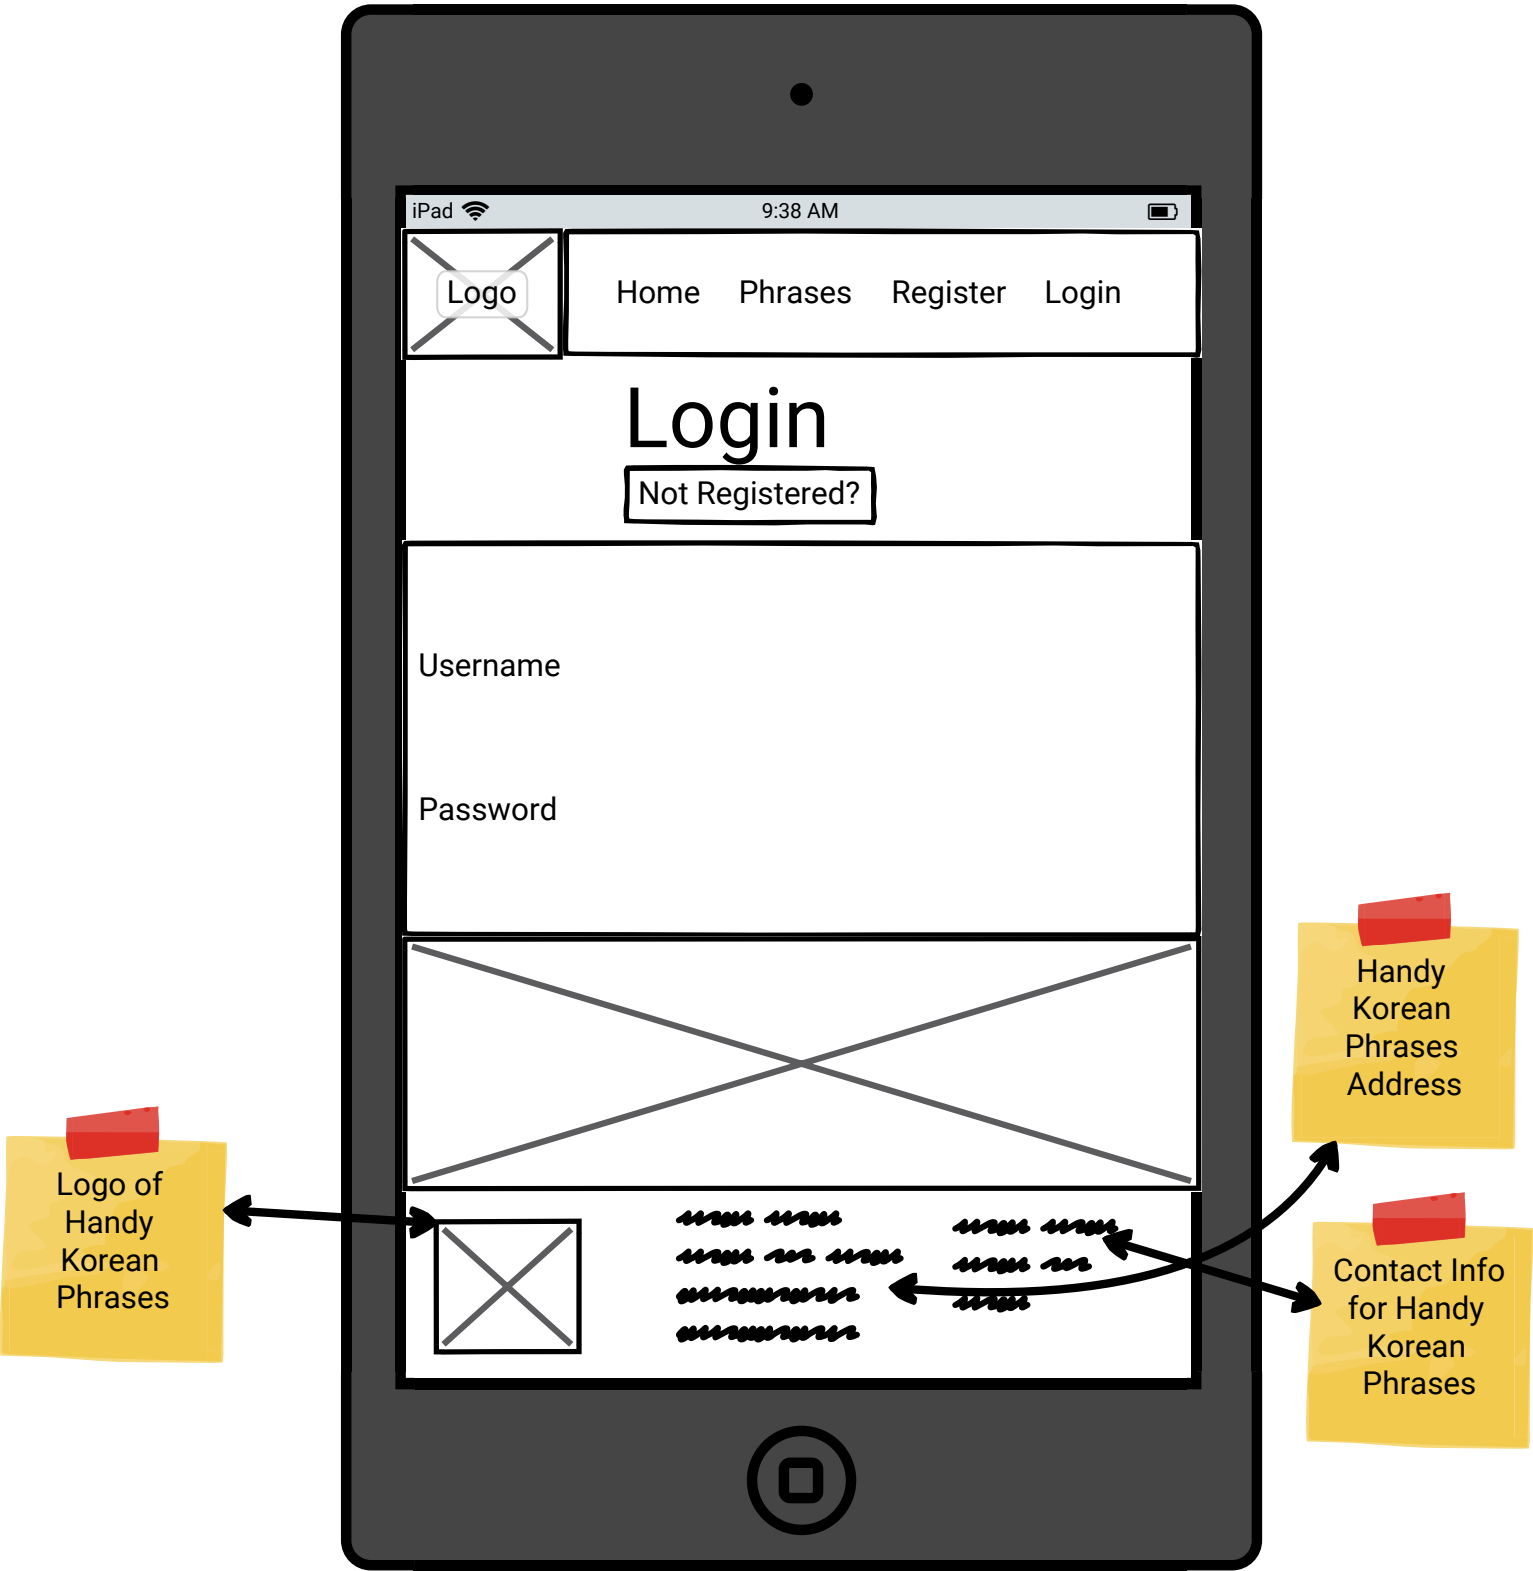 iPad
9:38 AM
Logo
Home Phrases Register Login
Login
Not Registered?
Username
Password
Handy
Korean
Phrases
Address
Logo of
Handy
Korean
Phrases
Contact Info
for Handy
Korean
Phrases